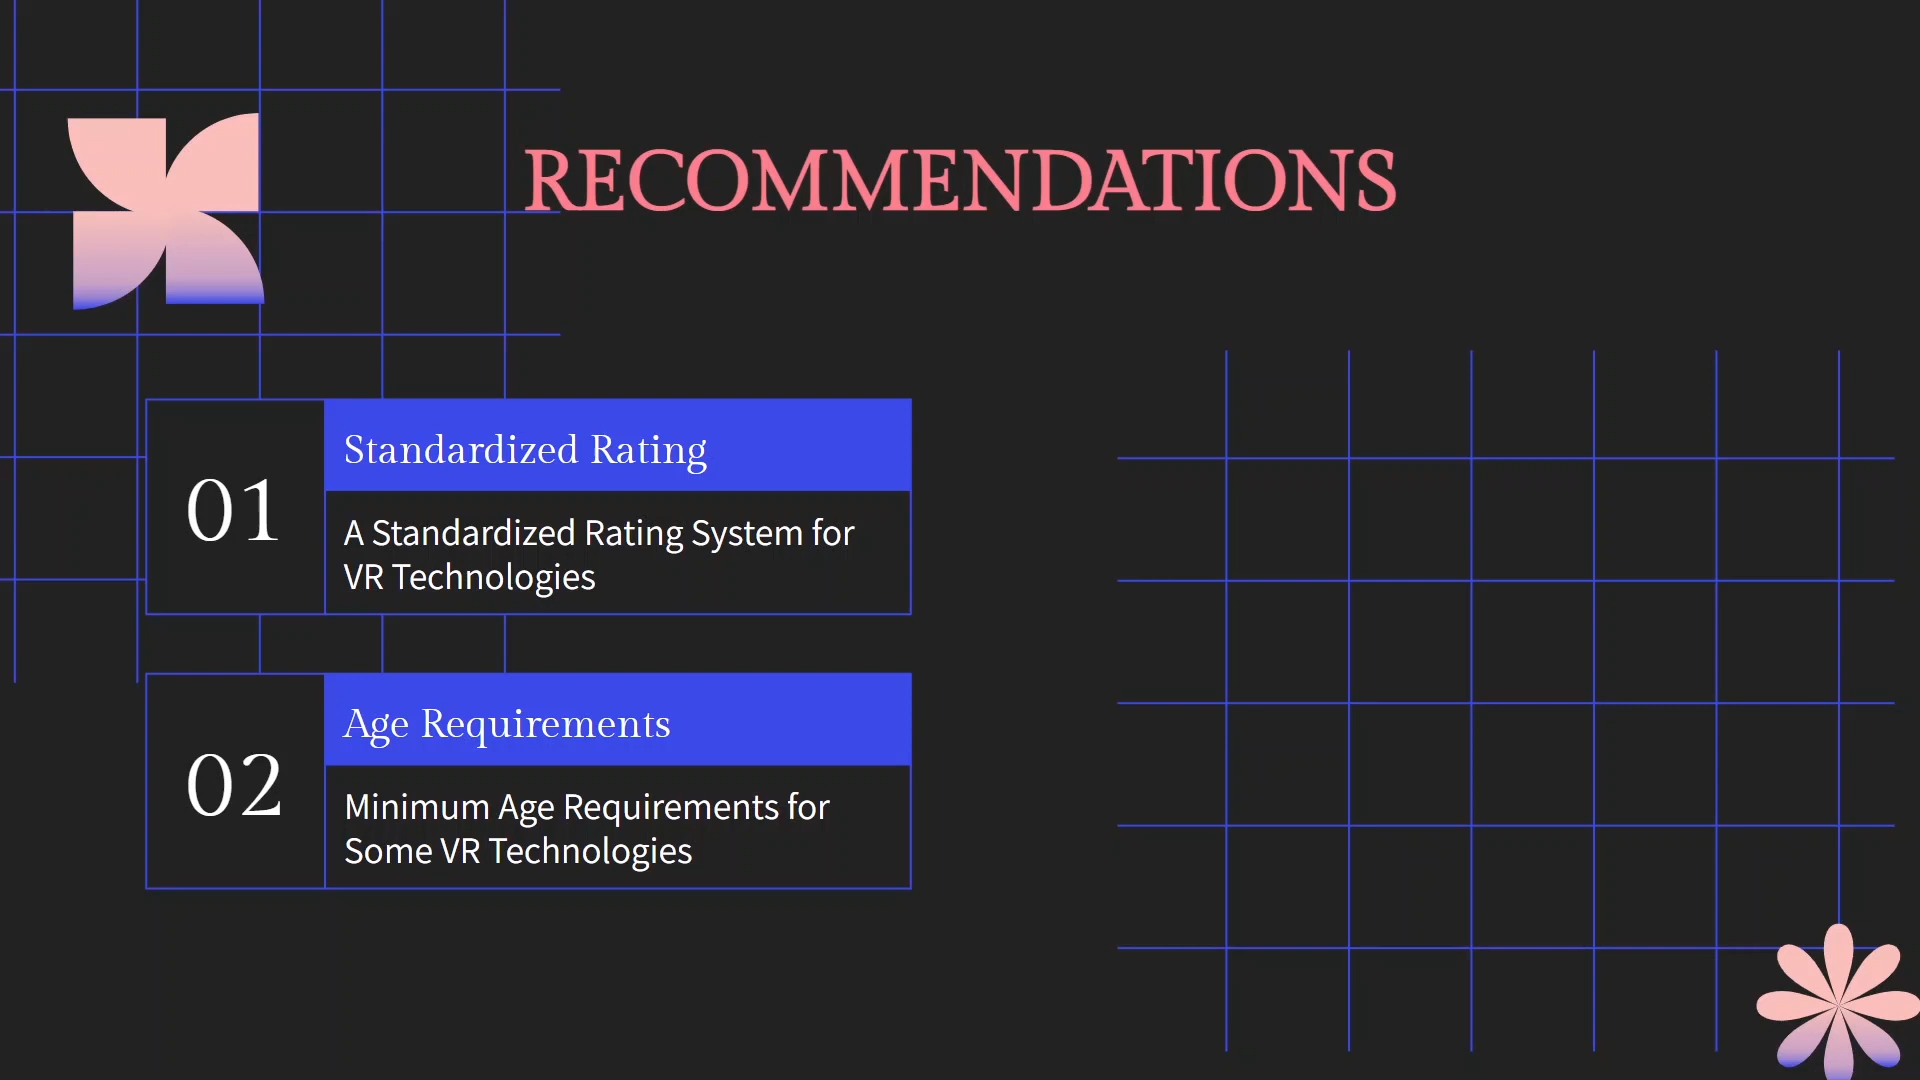 RECOMMENDATIONS
01
Standardized Rating
A Standardized Rating System for
VR Technologies
02
Age Requirements
Minimum Age Requirements for
Some VR Technologies